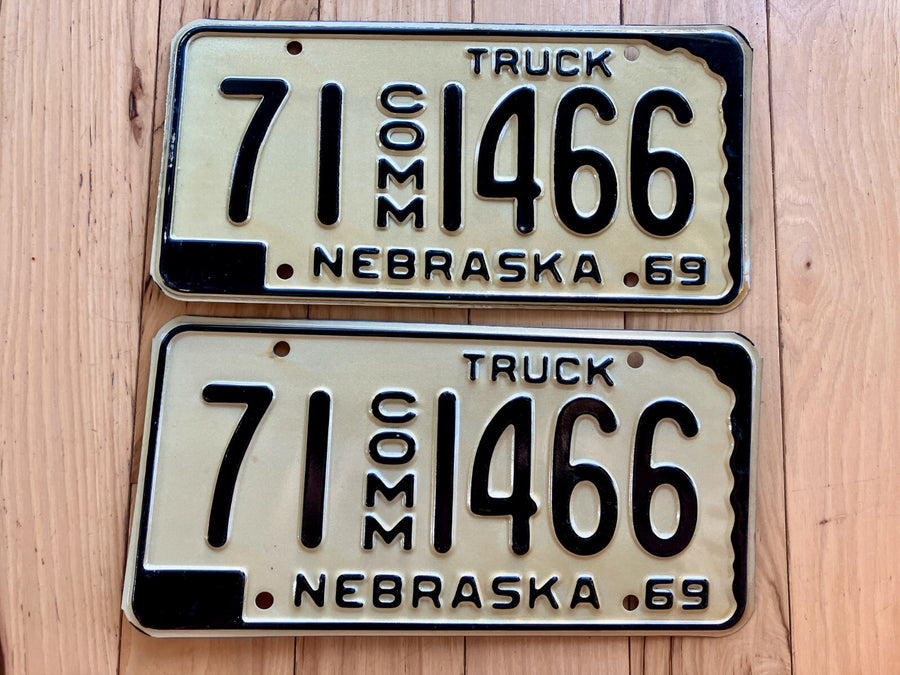 TRUCK
71 COMM 1466
NEBRASKA 69
TRUCK
71 COMM 1466
NEBRASKA 69